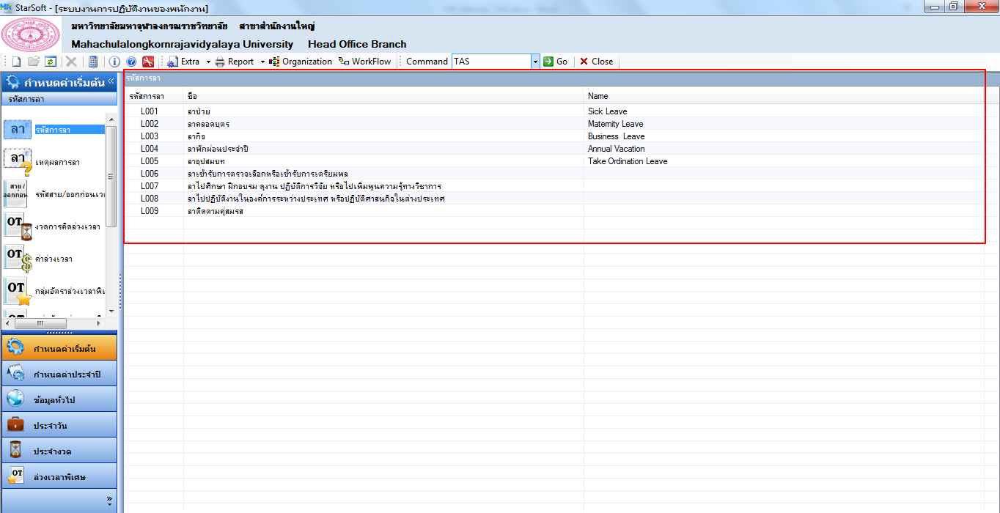 StarSoft - [ระบบงานการปฏิบัติงานของพนักงาน]
มหาวิทยาลัยมหาจุฬาลงกรณราชวิทยาลัย สาขาสำนักงานใหญ่
Mahachulalongkornrajavidyalaya University Head Office Branch
Extra Report Organization WorkFlow Command TAS Go Close
กำหนดค่าเริ่มต้น
รหัสการลา
ลา รหัสการลา
ลา เหตุผลการลา
สาย/ออกก่อน รหัสสาย/ออกก่อนเวล
OT งวดการคิดล่วงเวลา
OT ค่าล่วงเวลา
OT กลุ่มอัตราล่วงเวลาพิเ
กำหนดค่าเริ่มต้น
กำหนดค่าประจำปี
ข้อมูลทั่วไป
ประจำวัน
ประจำงวด
OT ล่วงเวลาพิเศษ
รหัสการลา
รหัสการลา ชื่อ Name
L001 ลาป่วย Sick Leave
L002 ลาคลอดบุตร Maternity Leave
L003 ลากิจ Business Leave
L004 ลาพักผ่อนประจำปี Annual Vacation
L005 ลาอุปสมบท Take Ordination Leave
L006 ลาเข้ารับการตรวจเลือกหรือเข้ารับการเตรียมพล
L007 ลาไปศึกษา ฝึกอบรม ดูงาน ปฏิบัติการวิจัย หรือไปเพิ่มพูนความรู้ทางวิชาการ
L008 ลาไปปฏิบัติงานในองค์การระหว่างประเทศ หรือปฏิบัติศาสนกิจในต่างประเทศ
L009 ลาติดตามคู่สมรส